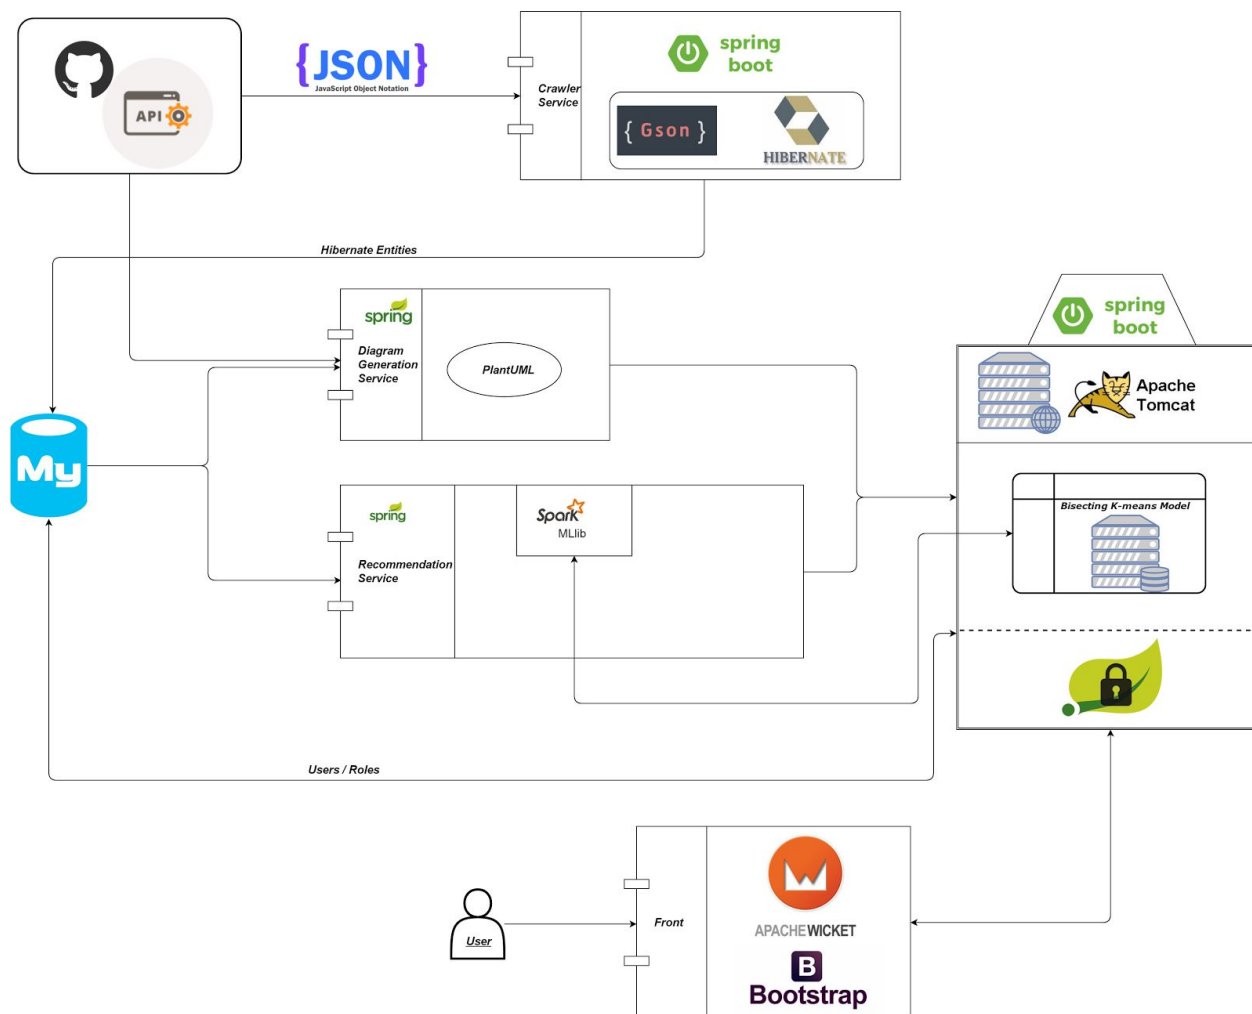 API
{JSON}
JavaScript Object Notation
Crawler
Service
spring
boot
{ Gson }
HIBERNATE
Hibernate Entities
spring
Diagram
Generation
Service
PlantUML
spring
boot
Apache
Tomcat
My
spring
Recommendation
Service
Spark
MLlib
Bisecting K-means Model
Users / Roles
User
Front
APACHE WICKET
B
Bootstrap